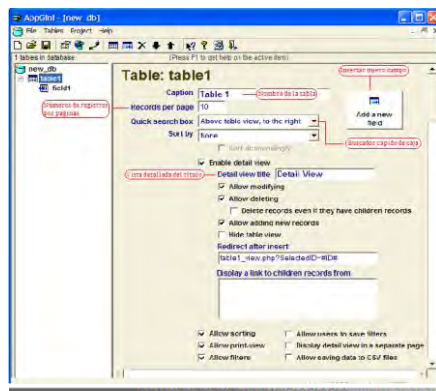 AppGini - [new_db]
File Tables Project Help
1 tables in database
(Press F1 to get help on the active item)
new_db
table1
field1
Table: table1
Insertar nuevo campo
Caption Table 1
Nombre de la tabla
Números de registros por páginas
Records per page 10
Add a new field
Quick search box Above table view, to the right
Buscador rápido de caja
Sort by None
Sort descendingly
Enable detail view
Vista detallada del título
Detail view title Detail View
Allow modifying
Allow deleting
Delete records even if they have children records
Allow adding new records
Hide table view
Redirect after insert
table1_view.php?SelectedID=#ID#
Display a link to children records from
Allow sorting Allow users to save filters
Allow print-view Display detail view in a separate page
Allow filters Allow saving data to CSV files